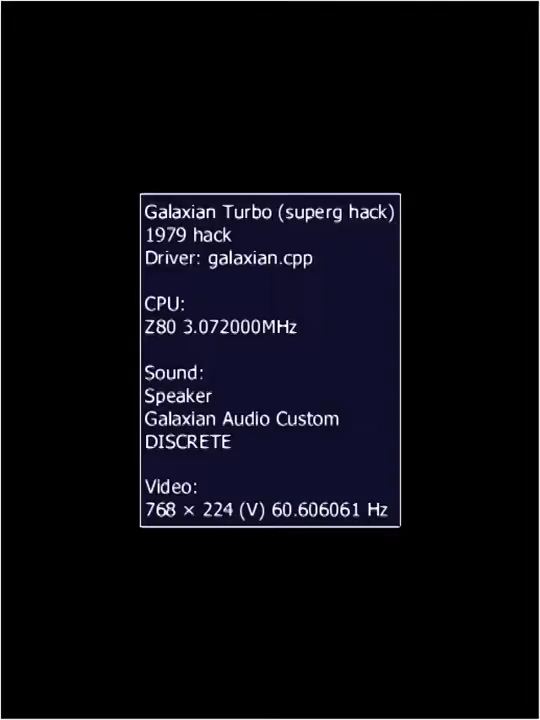 Galaxian Turbo (superg hack)
1979 hack
Driver: galaxian.cpp
CPU:
Z80 3.072000MHz
Sound:
Speaker
Galaxian Audio Custom
DISCRETE
Video:
768 × 224 (V) 60.606061 Hz